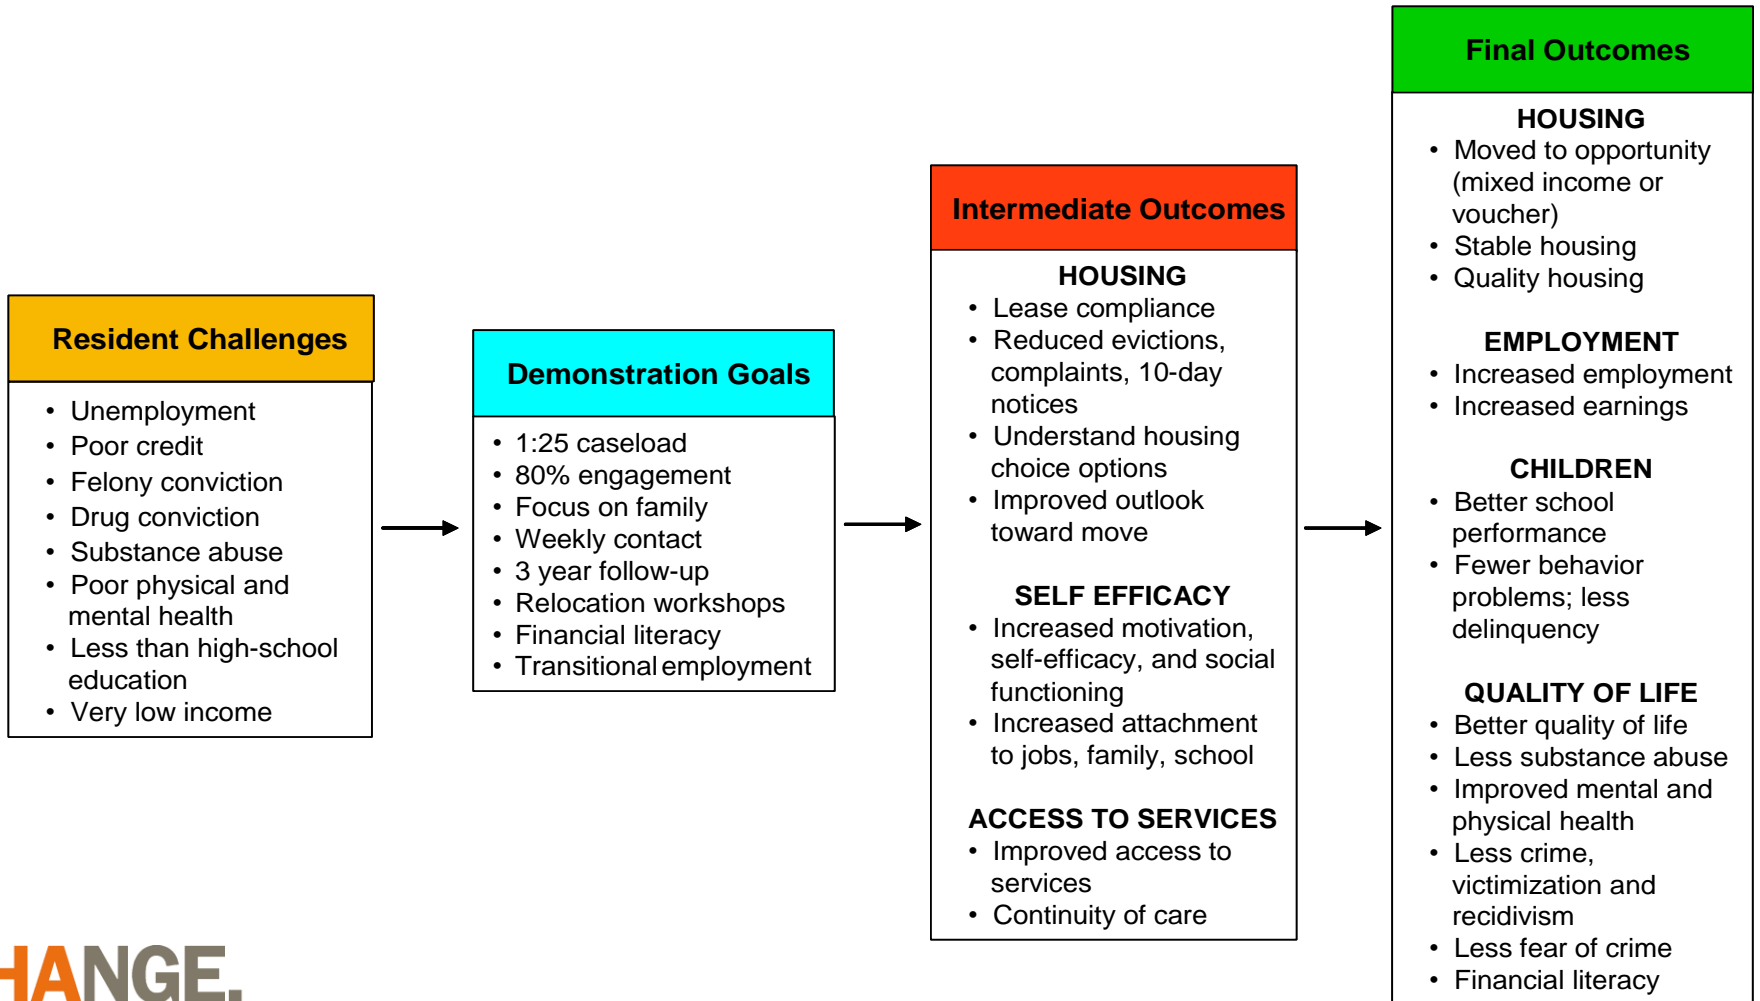 Resident Challenges
• Unemployment
• Poor credit
• Felony conviction
• Drug conviction
• Substance abuse
• Poor physical and
mental health
• Less than high-school
education
• Very low income
Demonstration Goals
• 1:25 caseload
• 80% engagement
• Focus on family
• Weekly contact
• 3 year follow-up
• Relocation workshops
• Financial literacy
• Transitional employment
Intermediate Outcomes
HOUSING
• Lease compliance
• Reduced evictions,
complaints, 10-day
notices
• Understand housing
choice options
• Improved outlook
toward move
SELF EFFICACY
• Increased motivation,
self-efficacy, and social
functioning
• Increased attachment
to jobs, family, school
ACCESS TO SERVICES
• Improved access to
services
• Continuity of care
Final Outcomes
HOUSING
• Moved to opportunity
(mixed income or
voucher)
• Stable housing
• Quality housing
EMPLOYMENT
• Increased employment
• Increased earnings
CHILDREN
• Better school
performance
• Fewer behavior
problems; less
delinquency
QUALITY OF LIFE
• Better quality of life
• Less substance abuse
• Improved mental and
physical health
• Less crime,
victimization and
recidivism
• Less fear of crime
• Financial literacy
HANGE.